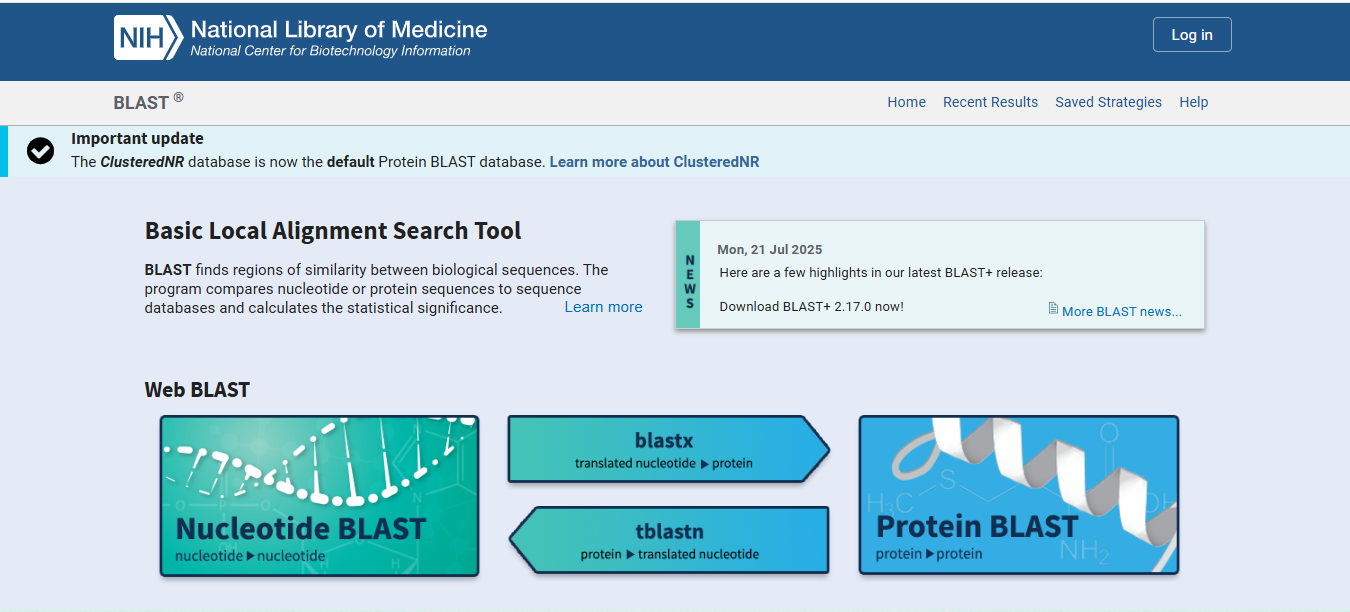 NIH National Library of Medicine
National Center for Biotechnology Information
Log in
BLAST ®
Home Recent Results Saved Strategies Help
Important update
The ClusteredNR database is now the default Protein BLAST database. Learn more about ClusteredNR
Basic Local Alignment Search Tool
BLAST finds regions of similarity between biological sequences. The
program compares nucleotide or protein sequences to sequence
databases and calculates the statistical significance. Learn more
NEWS
Mon, 21 Jul 2025
Here are a few highlights in our latest BLAST+ release:
Download BLAST+ 2.17.0 now!
More BLAST news...
Web BLAST
Nucleotide BLAST
nucleotide ▶ nucleotide
blastx
translated nucleotide ▶ protein
tblastn
protein ▶ translated nucleotide
H₃C
S
O
OH
NH₂
Protein BLAST
protein ▶ protein